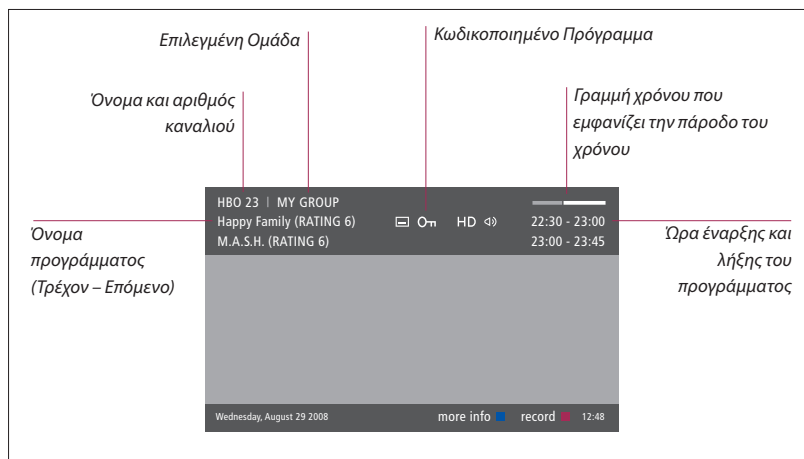 Επιλεγμένη Ομάδα
Κωδικοποιημένο Πρόγραμμα
Όνομα και αριθμός
καναλιού
Γραμμή χρόνου που
εμφανίζει την πάροδο του
χρόνου
HBO 23 | MY GROUP
Happy Family (RATING 6) HD 22:30 - 23:00
M.A.S.H. (RATING 6) 23:00 - 23:45
Όνομα
προγράμματος
(Τρέχον – Επόμενο)
Ώρα έναρξης και
λήξης του
προγράμματος
Wednesday, August 29 2008 more info record 12:48